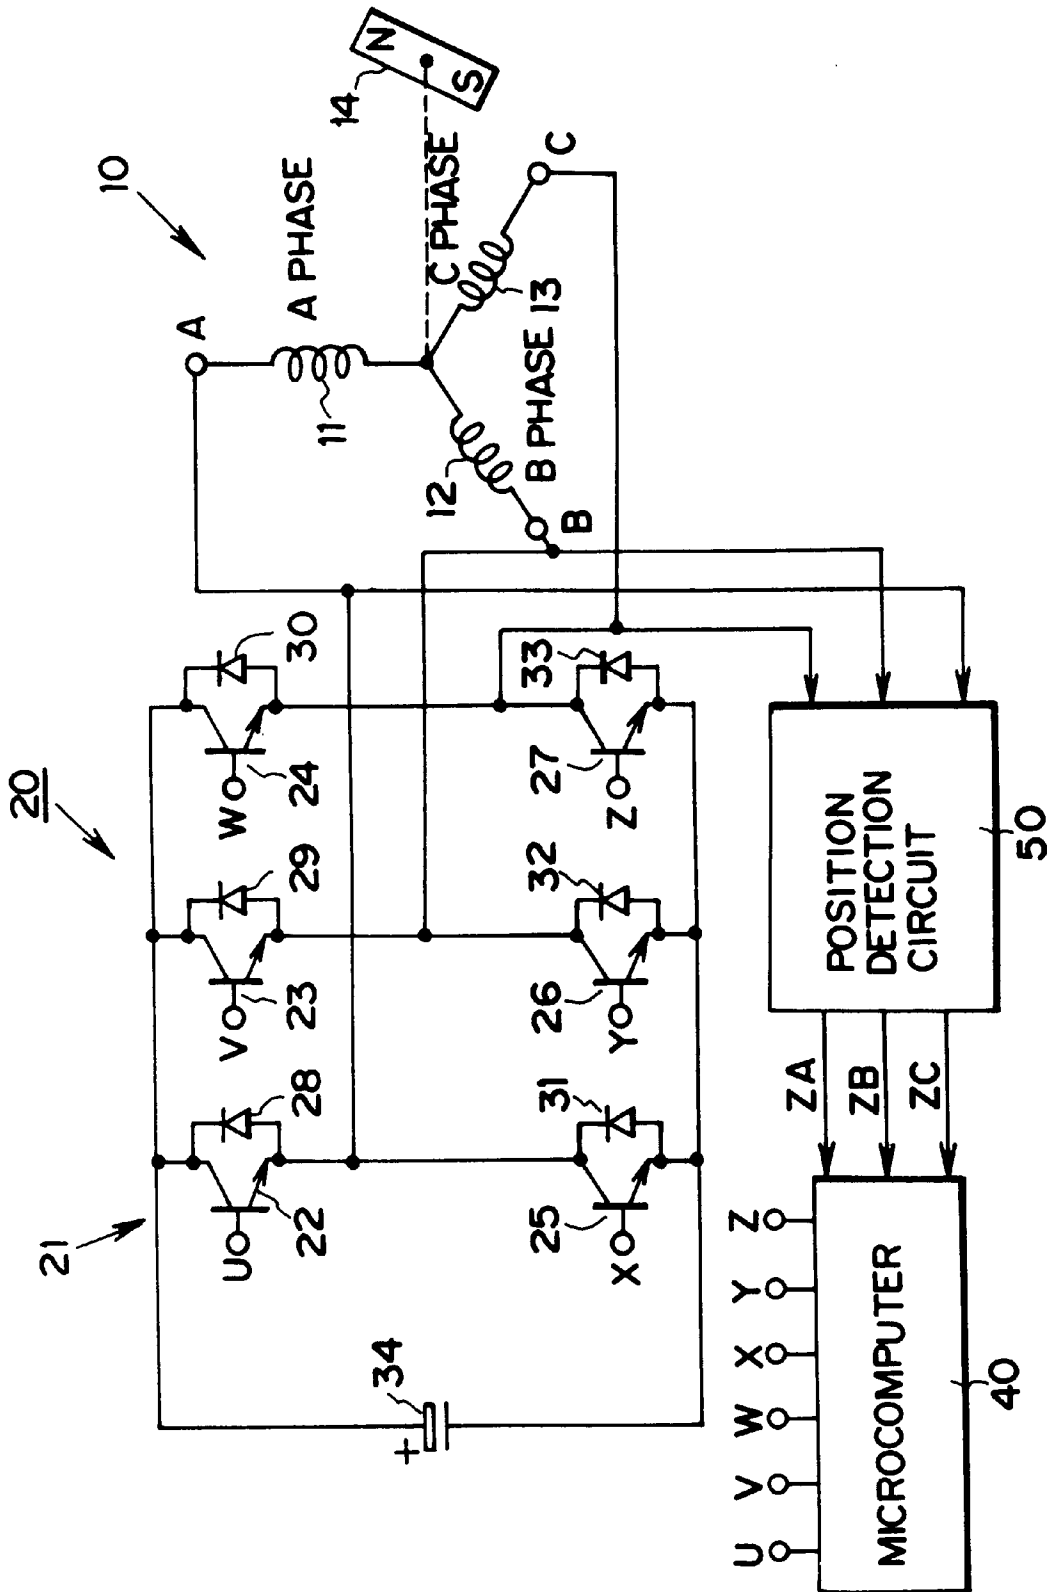 20
10
21
U
22
28
V
23
29
W
24
30
A
A PHASE
11
14
N
S
C PHASE
C
13
B PHASE
12
B
+
34
X
25
31
Y
26
32
Z
27
33
U
V
W
X
Y
Z
MICROCOMPUTER
40
ZA
ZB
ZC
POSITION
DETECTION
CIRCUIT
50